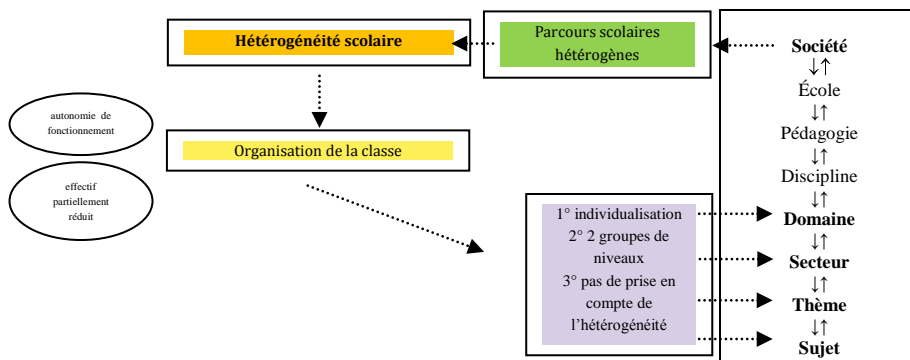 Hétérogénéité scolaire
Parcours scolaires
hétérogènes
Société
↓↑
École
↓↑
Pédagogie
↓↑
Discipline
↓↑
Domaine
↓↑
Secteur
↓↑
Thème
↓↑
Sujet
autonomie de
fonctionnement
Organisation de la classe
effectif
partiellement
réduit
1° individualisation
2° 2 groupes de
niveaux
3° pas de prise en
compte de
l'hétérogénéité